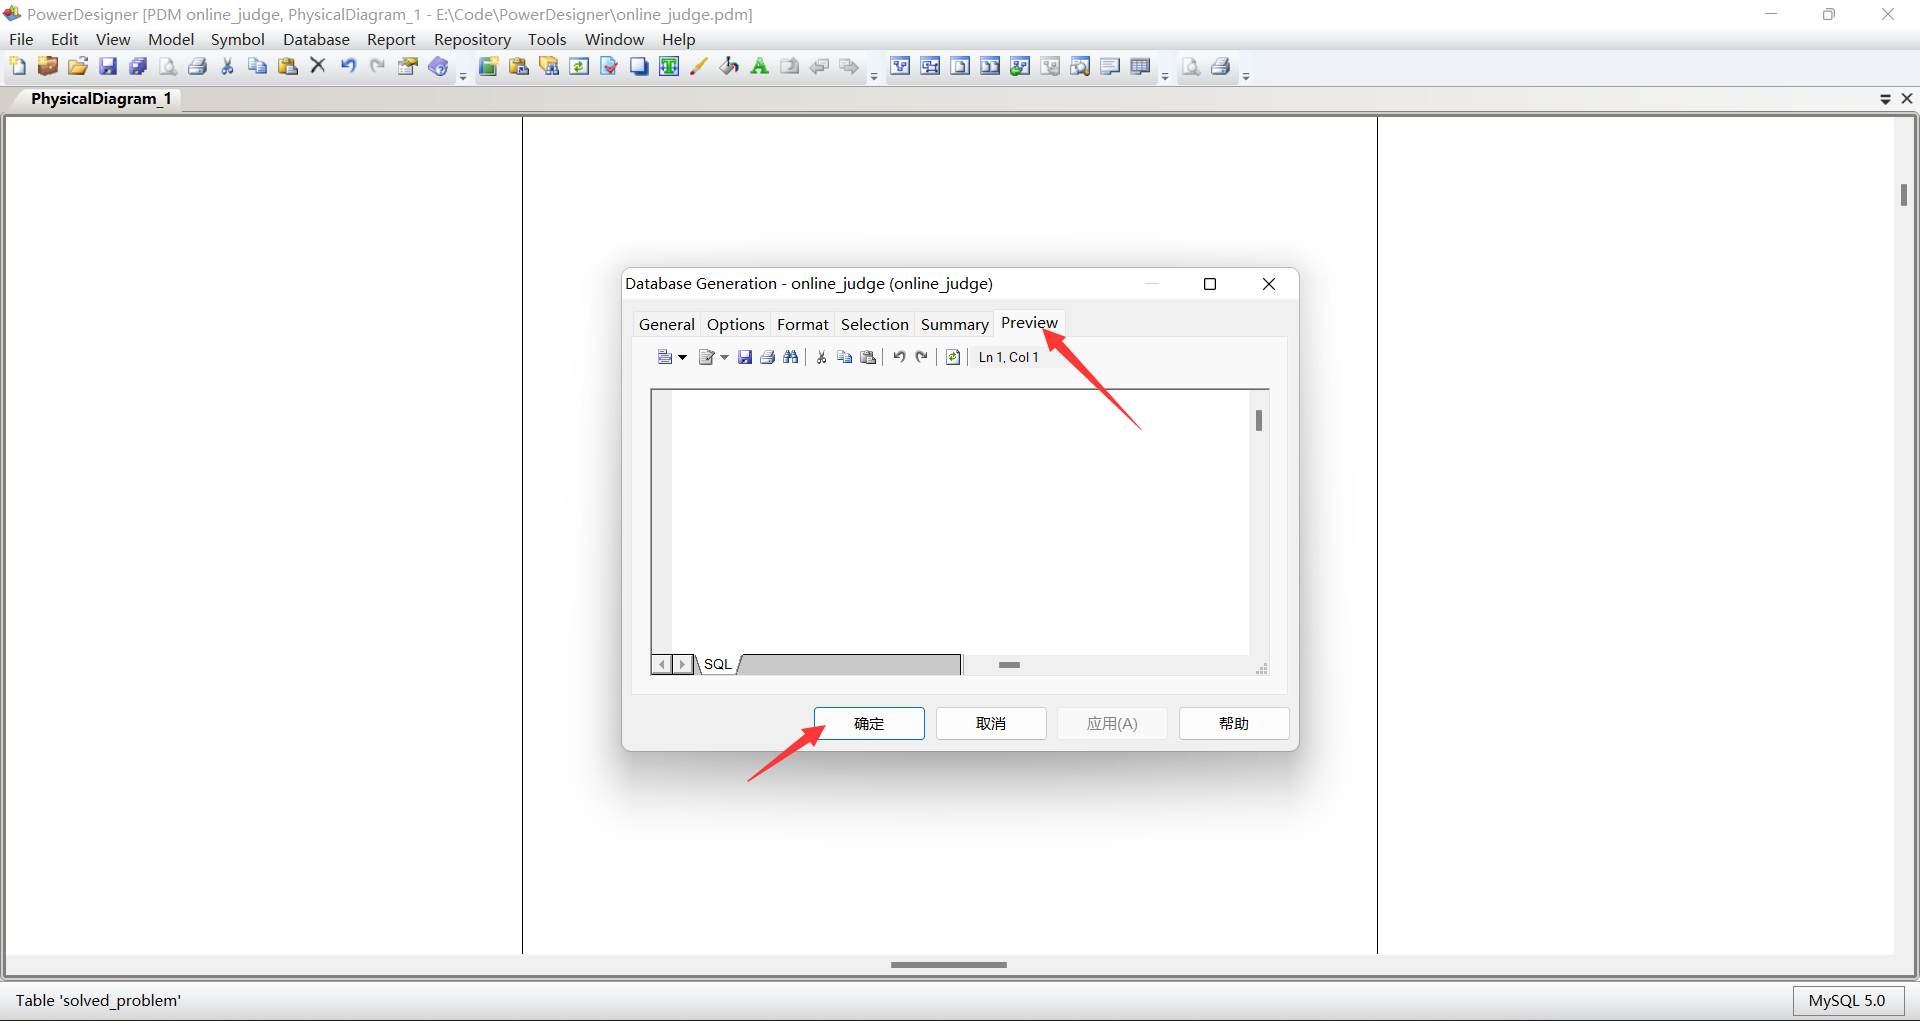 PowerDesigner [PDM online_judge, PhysicalDiagram_1 - E:\Code\PowerDesigner\online_judge.pdm]
File Edit View Model Symbol Database Report Repository Tools Window Help
PhysicalDiagram_1
Database Generation - online_judge (online_judge)
General Options Format Selection Summary Preview
Ln 1, Col 1
SQL
确定 取消 应用(A) 帮助
Table 'solved_problem'
MySQL 5.0